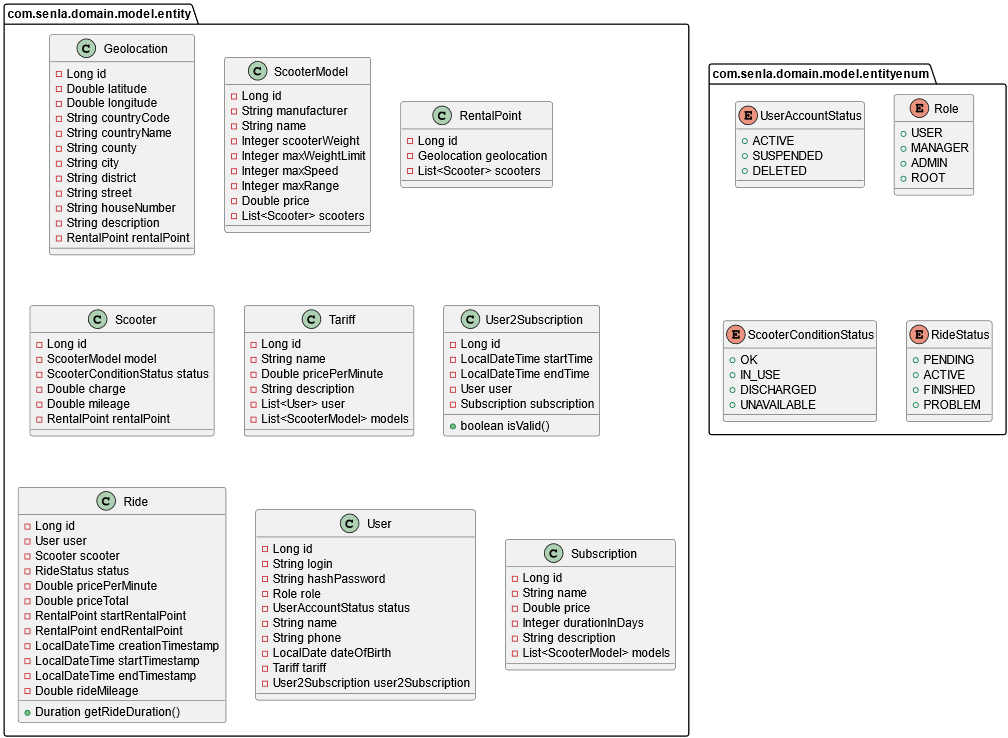 com.senla.domain.model.entity
C Geolocation
Long id
Double latitude
Double longitude
String countryCode
String countryName
String county
String city
String district
String street
String houseNumber
String description
RentalPoint rentalPoint
C ScooterModel
Long id
String manufacturer
String name
Integer scooterWeight
Integer maxWeightLimit
Integer maxSpeed
Integer maxRange
Double price
List<Scooter> scooters
C RentalPoint
Long id
Geolocation geolocation
List<Scooter> scooters
C Scooter
Long id
ScooterModel model
ScooterConditionStatus status
Double charge
Double mileage
RentalPoint rentalPoint
C Tariff
Long id
String name
Double pricePerMinute
String description
List<User> user
List<ScooterModel> models
C User2Subscription
Long id
LocalDateTime startTime
LocalDateTime endTime
User user
Subscription subscription
boolean isValid()
C Ride
Long id
User user
Scooter scooter
RideStatus status
Double pricePerMinute
Double priceTotal
RentalPoint startRentalPoint
RentalPoint endRentalPoint
LocalDateTime creationTimestamp
LocalDateTime startTimestamp
LocalDateTime endTimestamp
Double rideMileage
Duration getRideDuration()
C User
Long id
String login
String hashPassword
Role role
UserAccountStatus status
String name
String phone
LocalDate dateOfBirth
Tariff tariff
User2Subscription user2Subscription
C Subscription
Long id
String name
Double price
Integer durationInDays
String description
List<ScooterModel> models
com.senla.domain.model.entityenum
E UserAccountStatus
ACTIVE
SUSPENDED
DELETED
E Role
USER
MANAGER
ADMIN
ROOT
E ScooterConditionStatus
OK
IN_USE
DISCHARGED
UNAVAILABLE
E RideStatus
PENDING
ACTIVE
FINISHED
PROBLEM